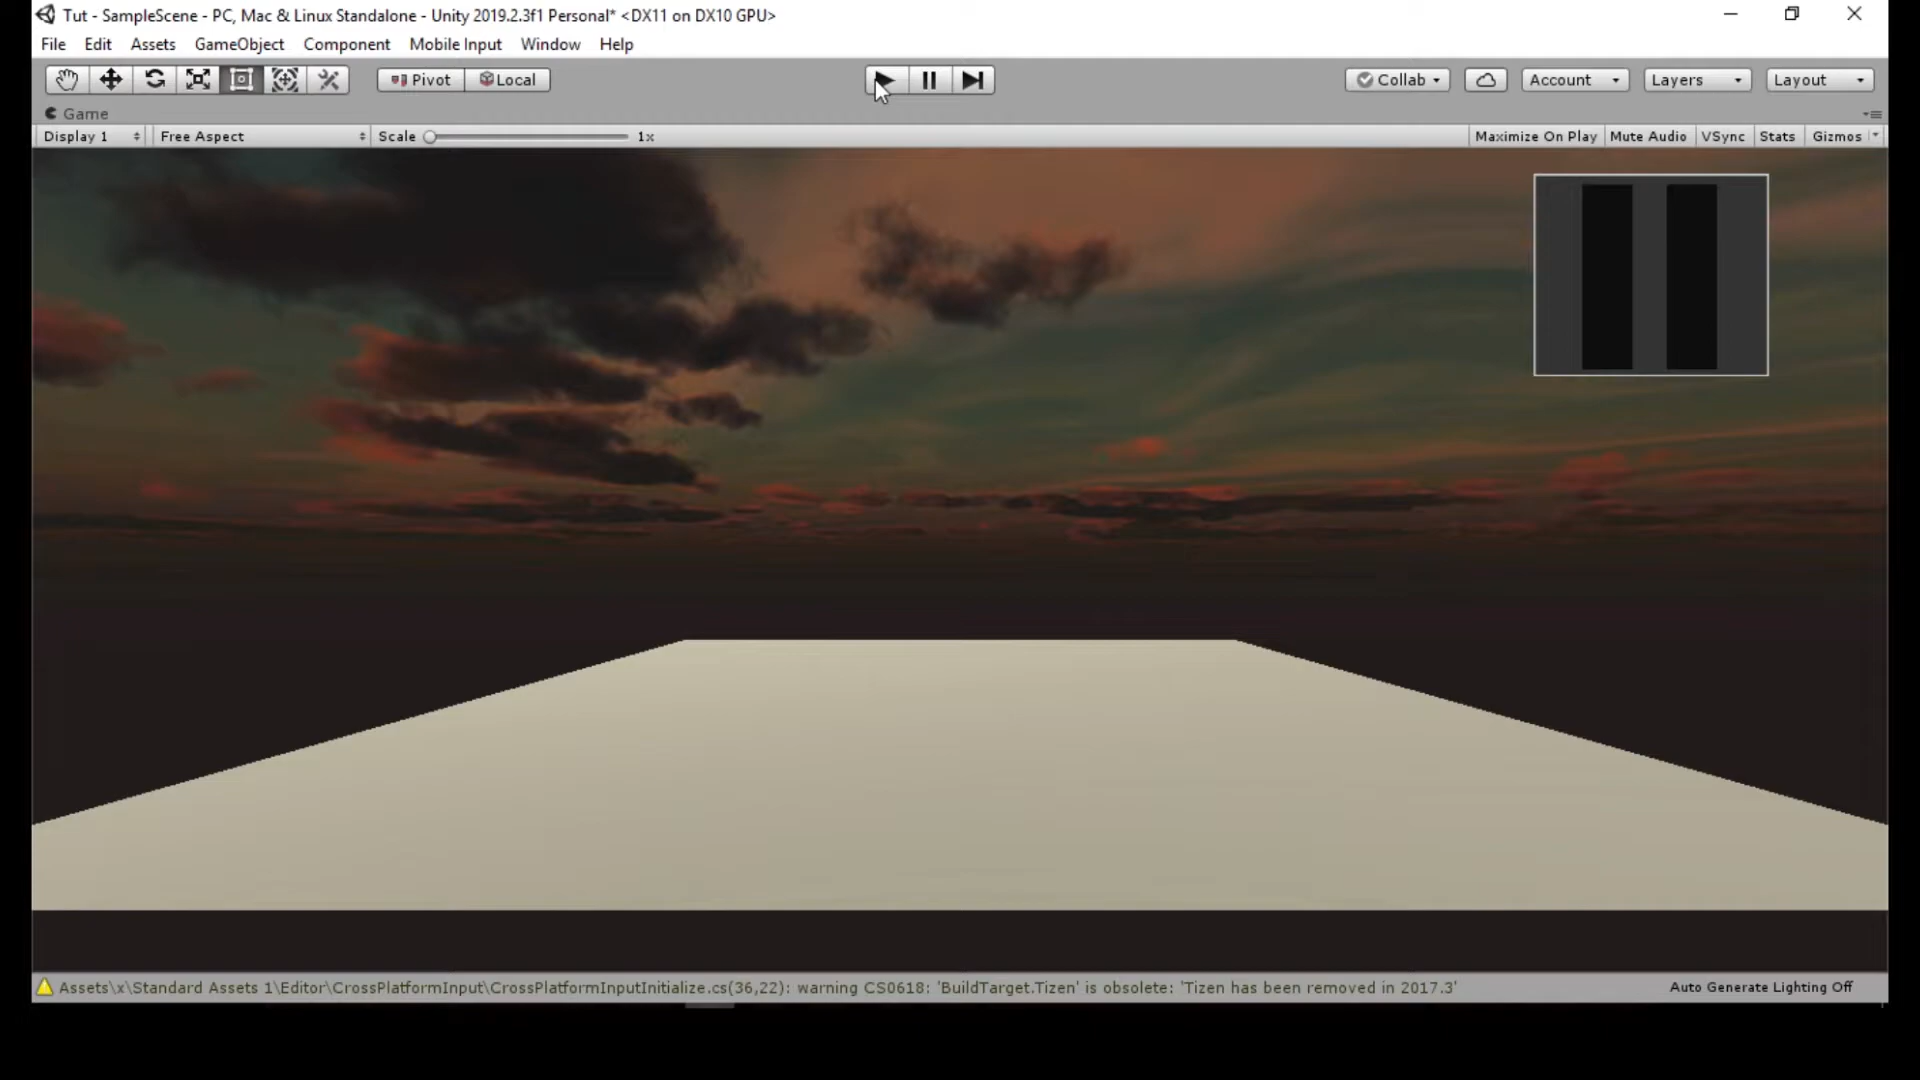 Tut - SampleScene - PC, Mac & Linux Standalone - Unity 2019.2.3f1 Personal* <DX11 on DX10 GPU>
File Edit Assets GameObject Component Mobile Input Window Help
Pivot Local Collab Account Layers Layout
Game
Display 1 Free Aspect Scale 1x Maximize On Play Mute Audio VSync Stats Gizmos
Assets\x\Standard Assets 1\Editor\CrossPlatformInput\CrossPlatformInputInitialize.cs(36,22): warning CS0618: 'BuildTarget.Tizen' is obsolete: 'Tizen has been removed in 2017.3' Auto Generate Lighting Off